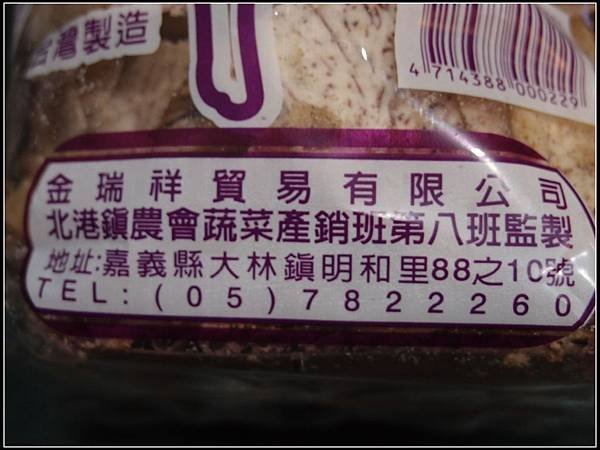 台灣製造
4714388000229
金瑞祥貿易有限公司
北港鎮農會蔬菜產銷班第八班監製
地址:嘉義縣大林鎮明和里88之10號
TEL:(05)7822260